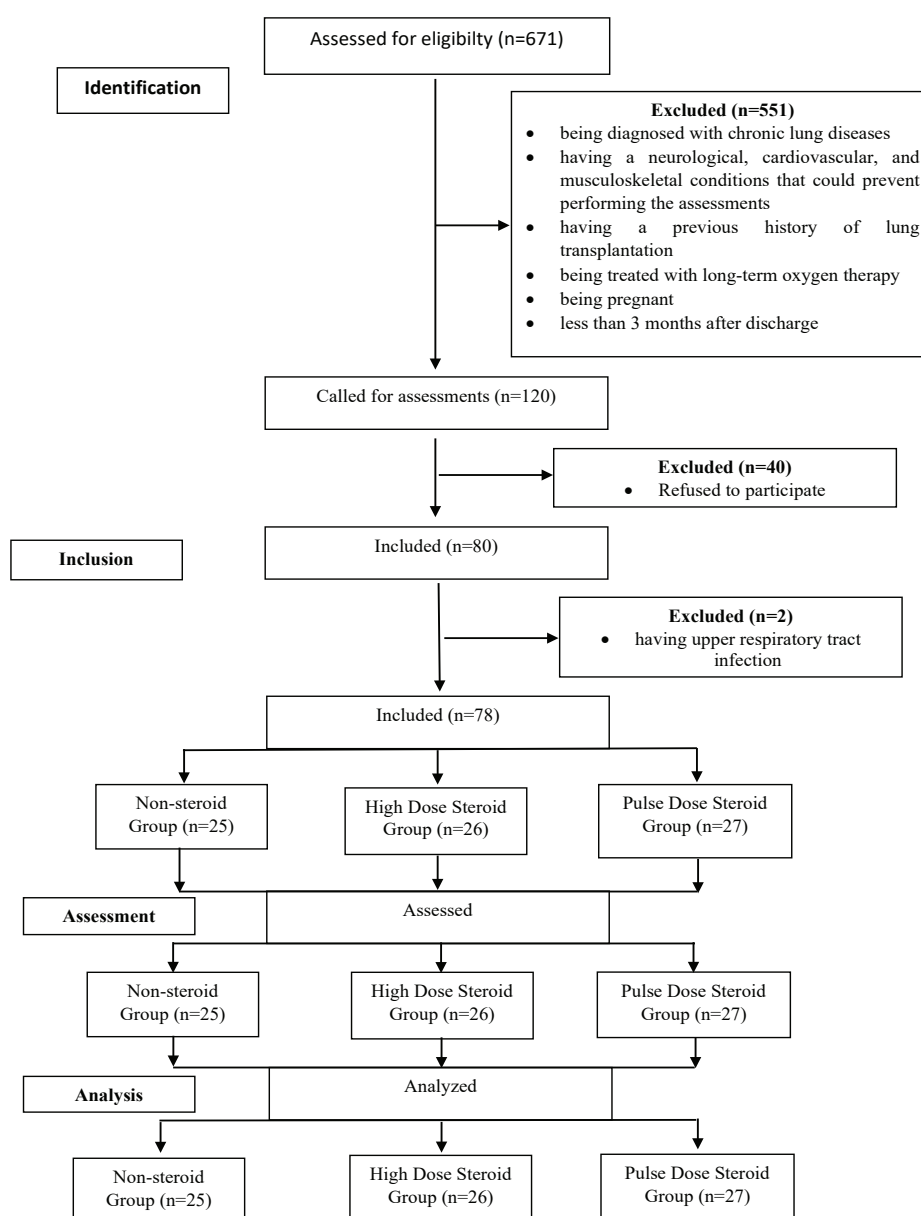 Assessed for eligibilty (n=671)
Identification
Excluded (n=551)
• being diagnosed with chronic lung diseases
• having a neurological, cardiovascular, and
musculoskeletal conditions that could prevent
performing the assessments
• having a previous history of lung
transplantation
• being treated with long-term oxygen therapy
• being pregnant
• less than 3 months after discharge
Called for assessments (n=120)
Excluded (n=40)
• Refused to participate
Included (n=80)
Inclusion
Excluded (n=2)
• having upper respiratory tract
infection
Included (n=78)
Non-steroid
Group (n=25)
High Dose Steroid
Group (n=26)
Pulse Dose Steroid
Group (n=27)
Assessment
Assessed
Non-steroid
Group (n=25)
High Dose Steroid
Group (n=26)
Pulse Dose Steroid
Group (n=27)
Analysis
Analyzed
Non-steroid
Group (n=25)
High Dose Steroid
Group (n=26)
Pulse Dose Steroid
Group (n=27)